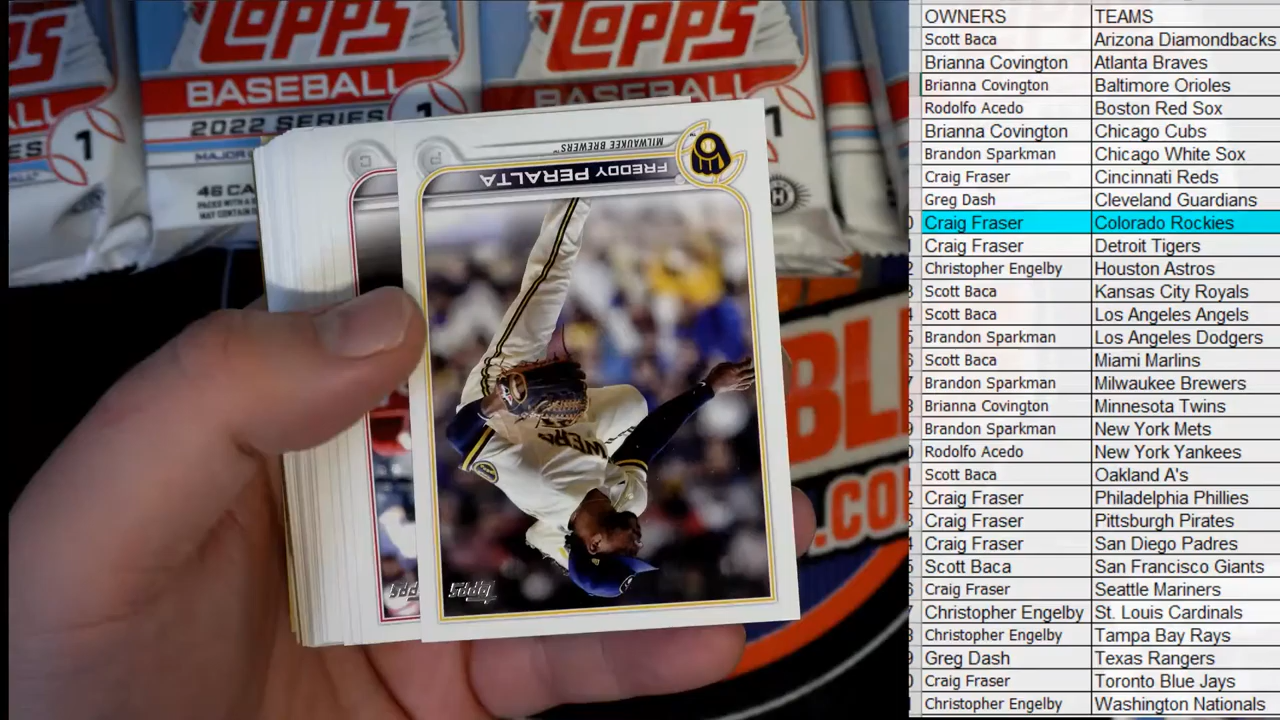 TOPPS
TOPPS
BASEBALL
BASEBALL
2022 SERIES 1
1
1
MAJOR
MILWAUKEE BREWERS™
FREDDY PERALTA
P
Topps
.CO
OWNERS TEAMS
Scott Baca Arizona Diamondbacks
Brianna Covington Atlanta Braves
Brianna Covington Baltimore Orioles
Rodolfo Acedo Boston Red Sox
Brianna Covington Chicago Cubs
Brandon Sparkman Chicago White Sox
Craig Fraser Cincinnati Reds
Greg Dash Cleveland Guardians
Craig Fraser Colorado Rockies
Craig Fraser Detroit Tigers
Christopher Engelby Houston Astros
Scott Baca Kansas City Royals
Scott Baca Los Angeles Angels
Brandon Sparkman Los Angeles Dodgers
Scott Baca Miami Marlins
Brandon Sparkman Milwaukee Brewers
Brianna Covington Minnesota Twins
Brandon Sparkman New York Mets
Rodolfo Acedo New York Yankees
Scott Baca Oakland A's
Craig Fraser Philadelphia Phillies
Craig Fraser Pittsburgh Pirates
Craig Fraser San Diego Padres
Scott Baca San Francisco Giants
Craig Fraser Seattle Mariners
Christopher Engelby St. Louis Cardinals
Christopher Engelby Tampa Bay Rays
Greg Dash Texas Rangers
Craig Fraser Toronto Blue Jays
Christopher Engelby Washington Nationals